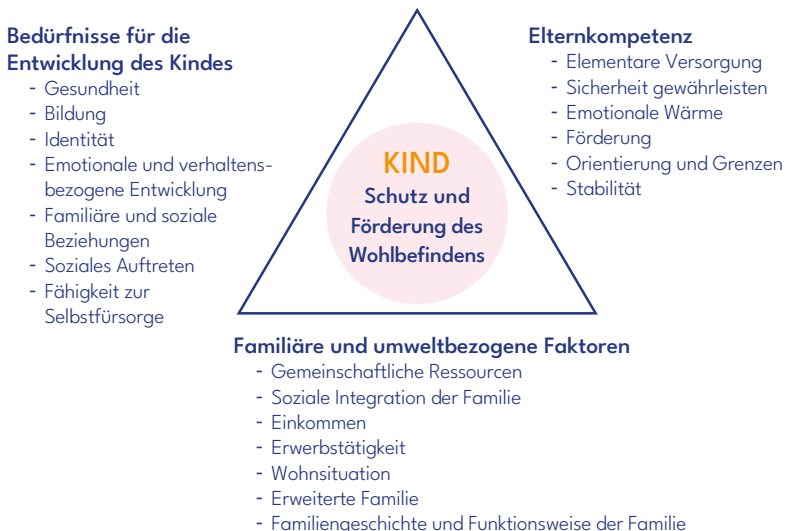 Bedürfnisse für die
Entwicklung des Kindes
- Gesundheit
- Bildung
- Identität
- Emotionale und verhaltens-
bezogene Entwicklung
- Familiäre und soziale
Beziehungen
- Soziales Auftreten
- Fähigkeit zur
Selbstfürsorge
Elternkompetenz
- Elementare Versorgung
- Sicherheit gewährleisten
- Emotionale Wärme
- Förderung
- Orientierung und Grenzen
- Stabilität
KIND
Schutz und
Förderung des
Wohlbefindens
Familiäre und umweltbezogene Faktoren
- Gemeinschaftliche Ressourcen
- Soziale Integration der Familie
- Einkommen
- Erwerbstätigkeit
- Wohnsituation
- Erweiterte Familie
- Familiengeschichte und Funktionsweise der Familie